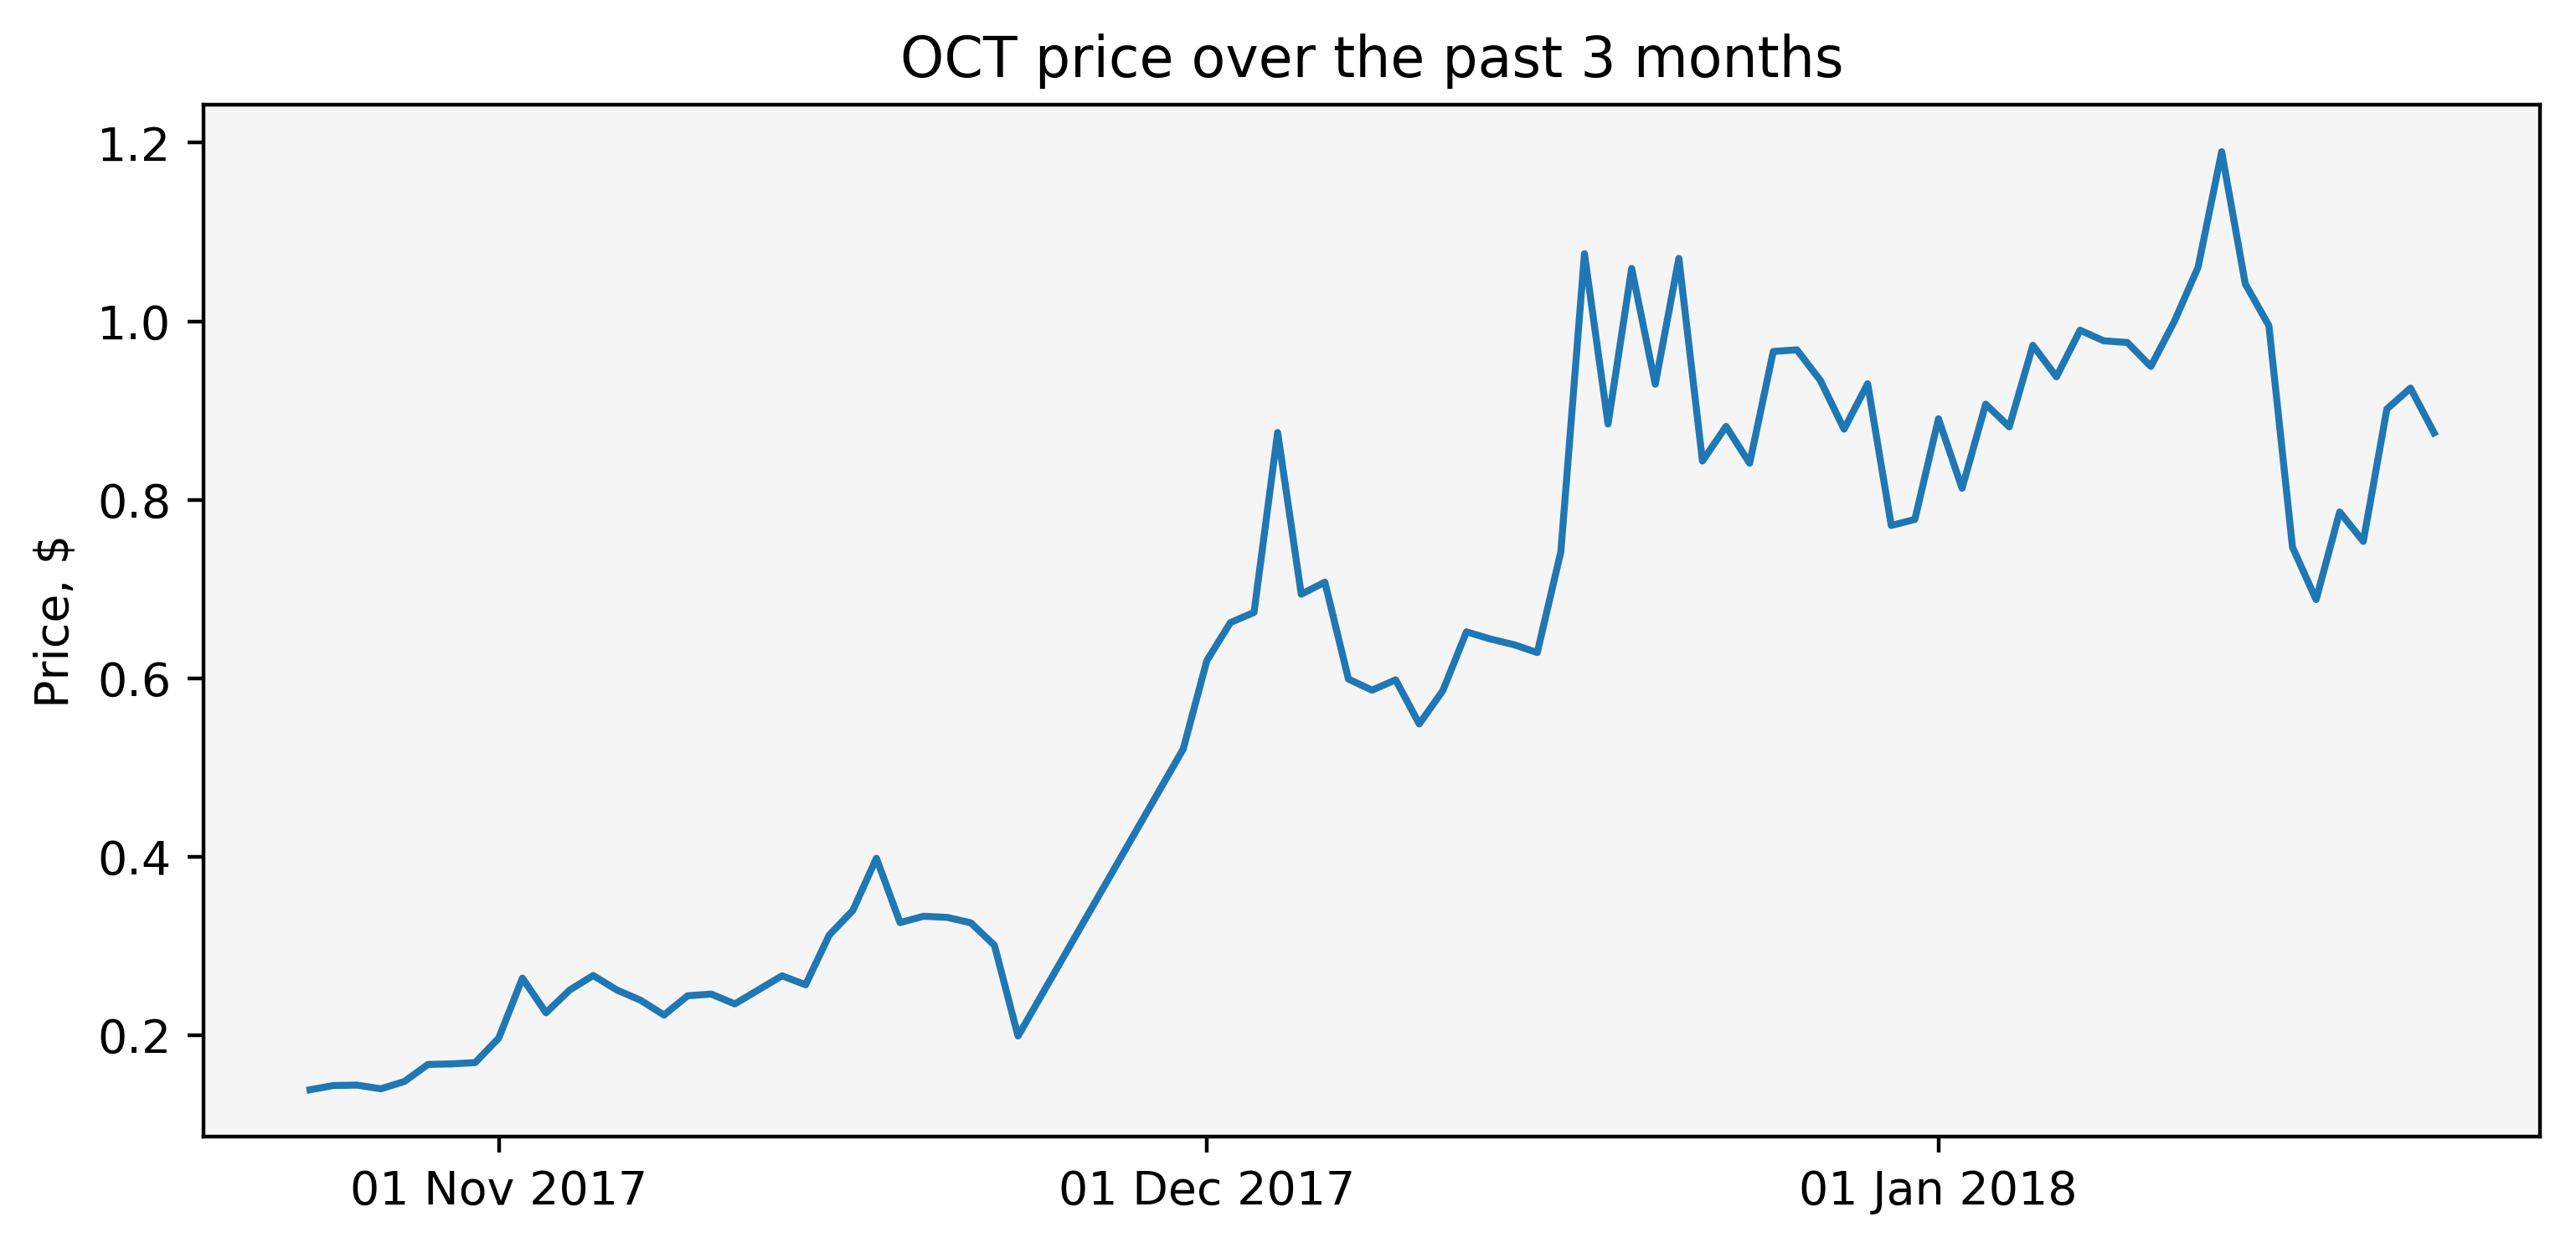 OCT price over the past 3 months
1.2
1.0
0.8
0.6
0.4
0.2
Price, $
01 Nov 2017
01 Dec 2017
01 Jan 2018